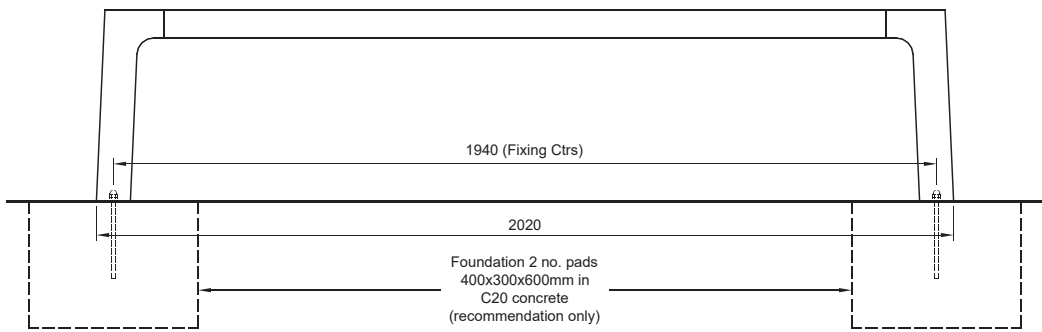 1940 (Fixing Ctrs)
2020
Foundation 2 no. pads
400x300x600mm in
C20 concrete
(recommendation only)